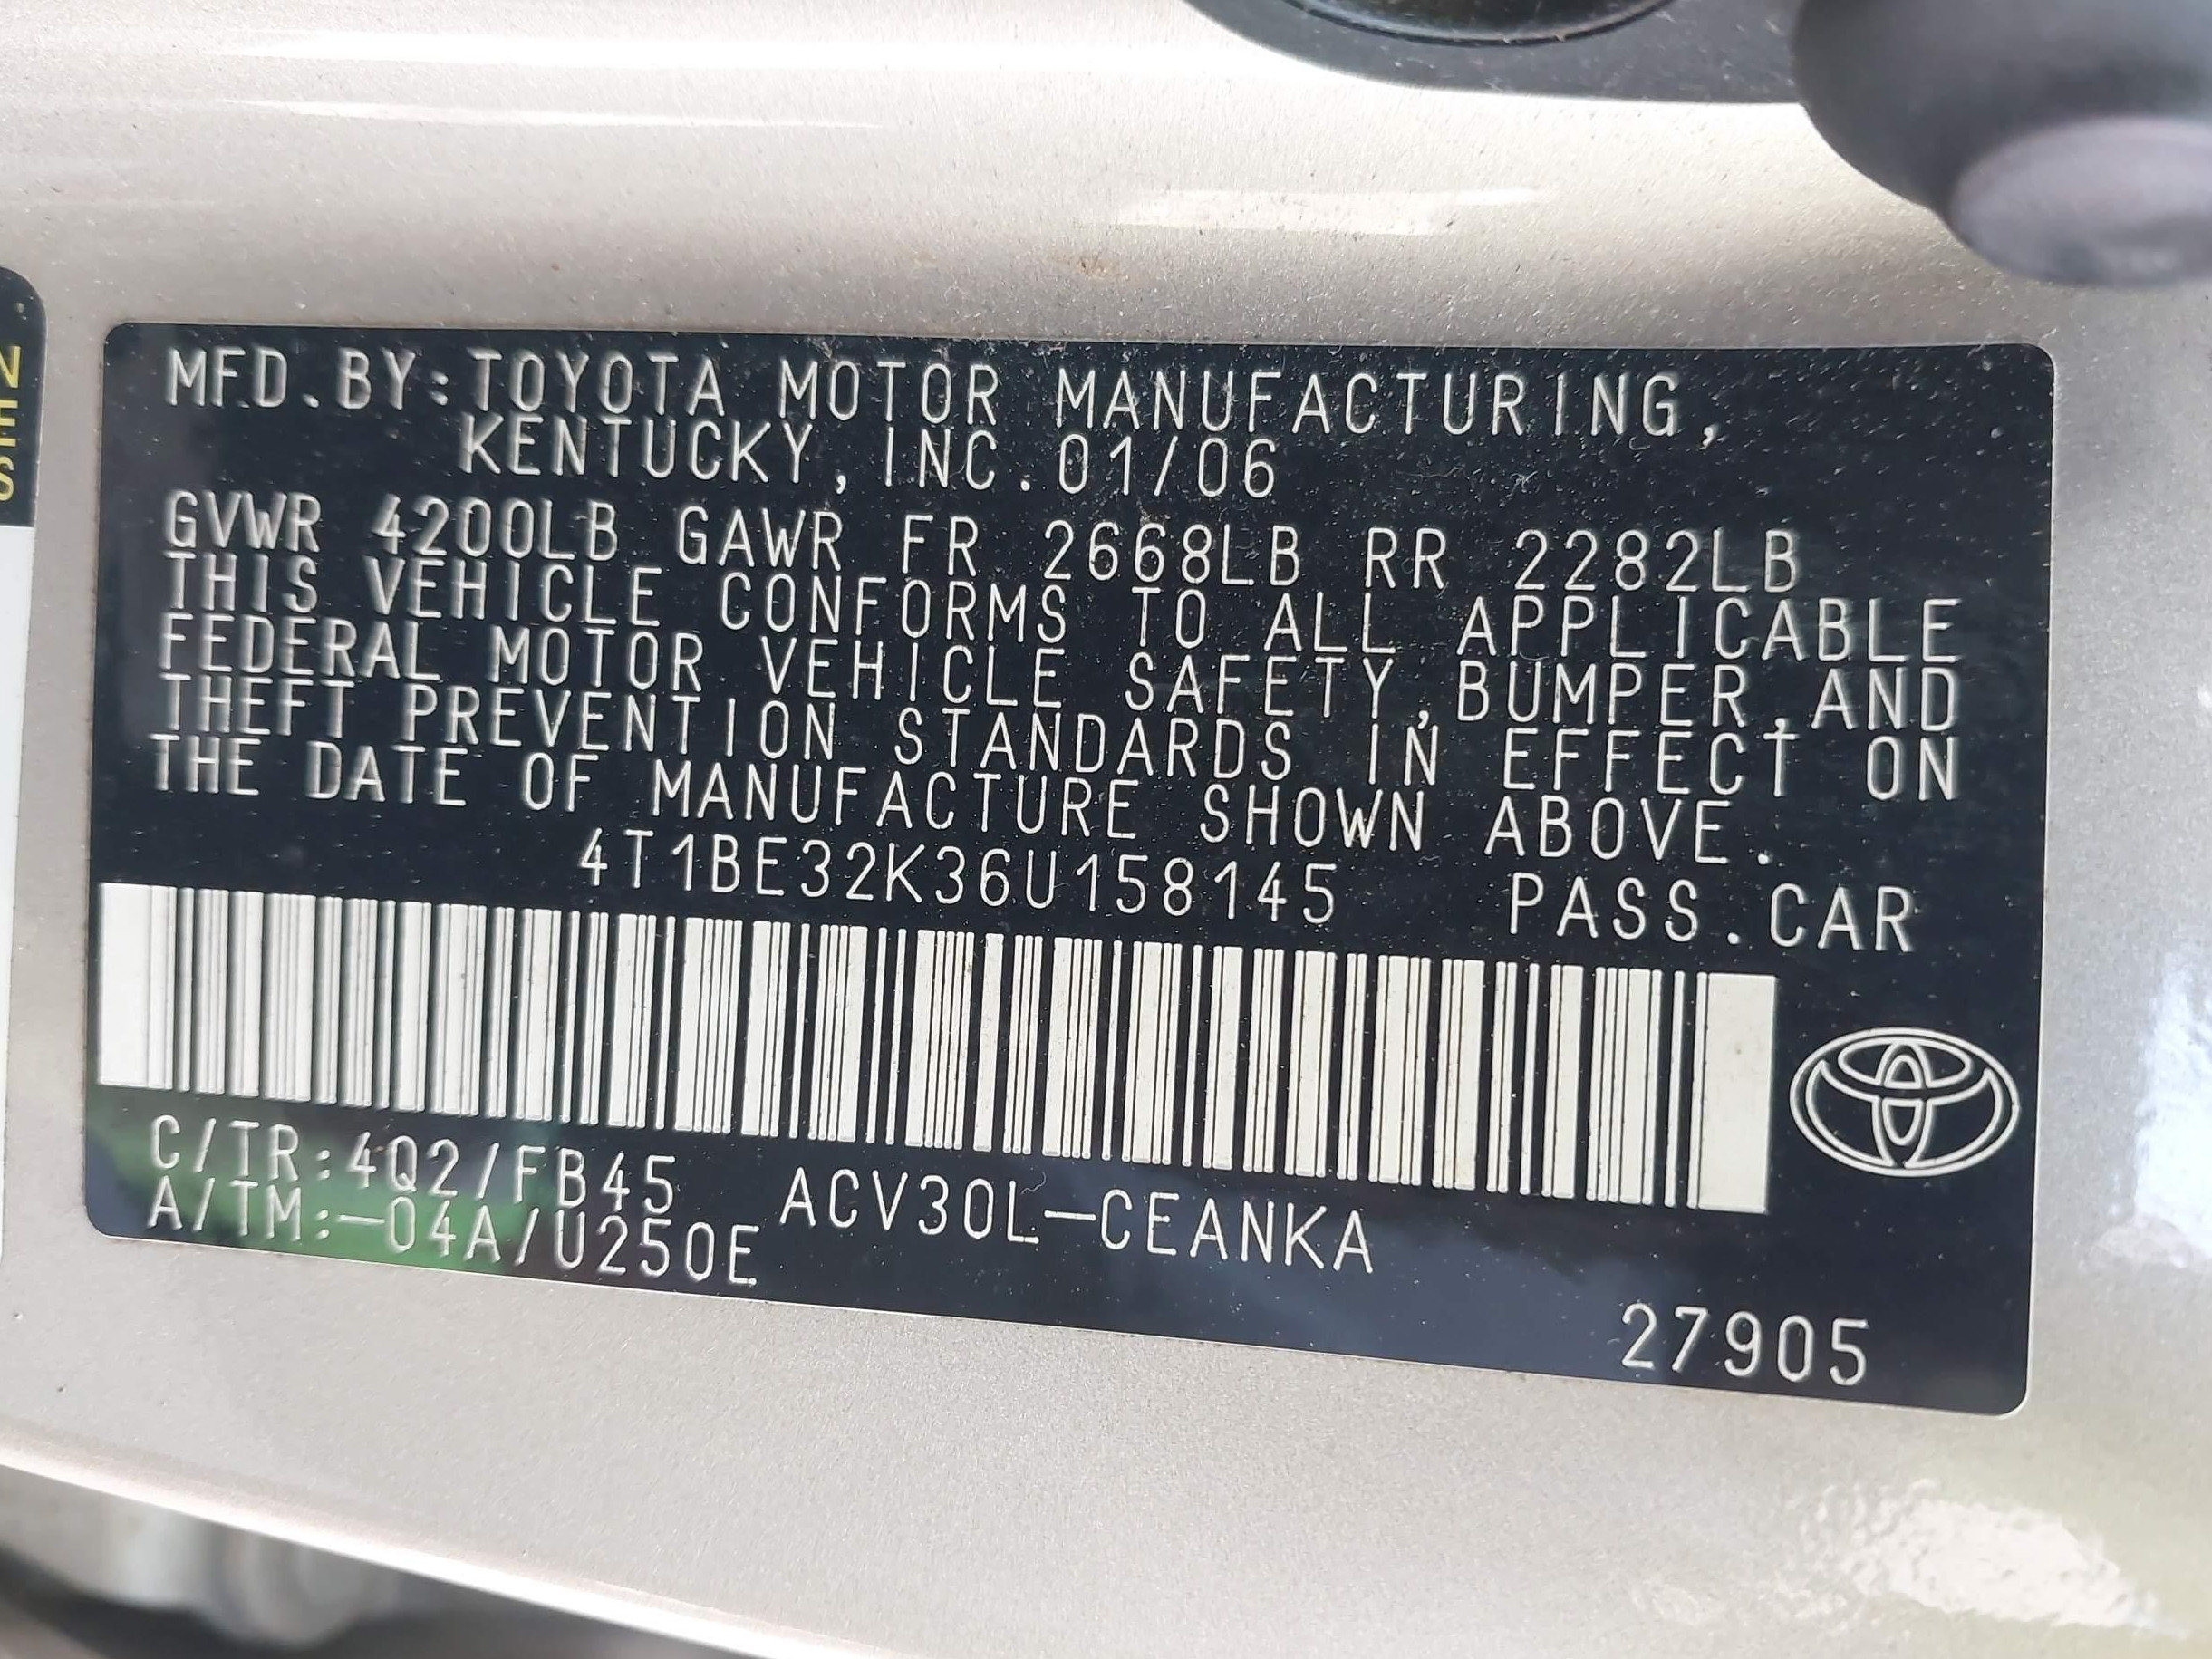 N
E
S
MFD.BY:TOYOTA MOTOR MANUFACTURING,
KENTUCKY, INC.01/06
GVWR 4200LB GAWR FR 2668LB RR 2282LB
THIS VEHICLE CONFORMS TO ALL APPLICABLE
FEDERAL MOTOR VEHICLE SAFETY,BUMPER,AND
THEFT PREVENTION STANDARDS IN EFFECT ON
THE DATE OF MANUFACTURE SHOWN ABOVE.
4T1BE32K36U158145 PASS.CAR
C/TR:4Q2/FB45 ACV30L-CEANKA
A/TM:-04A/U250E
27905